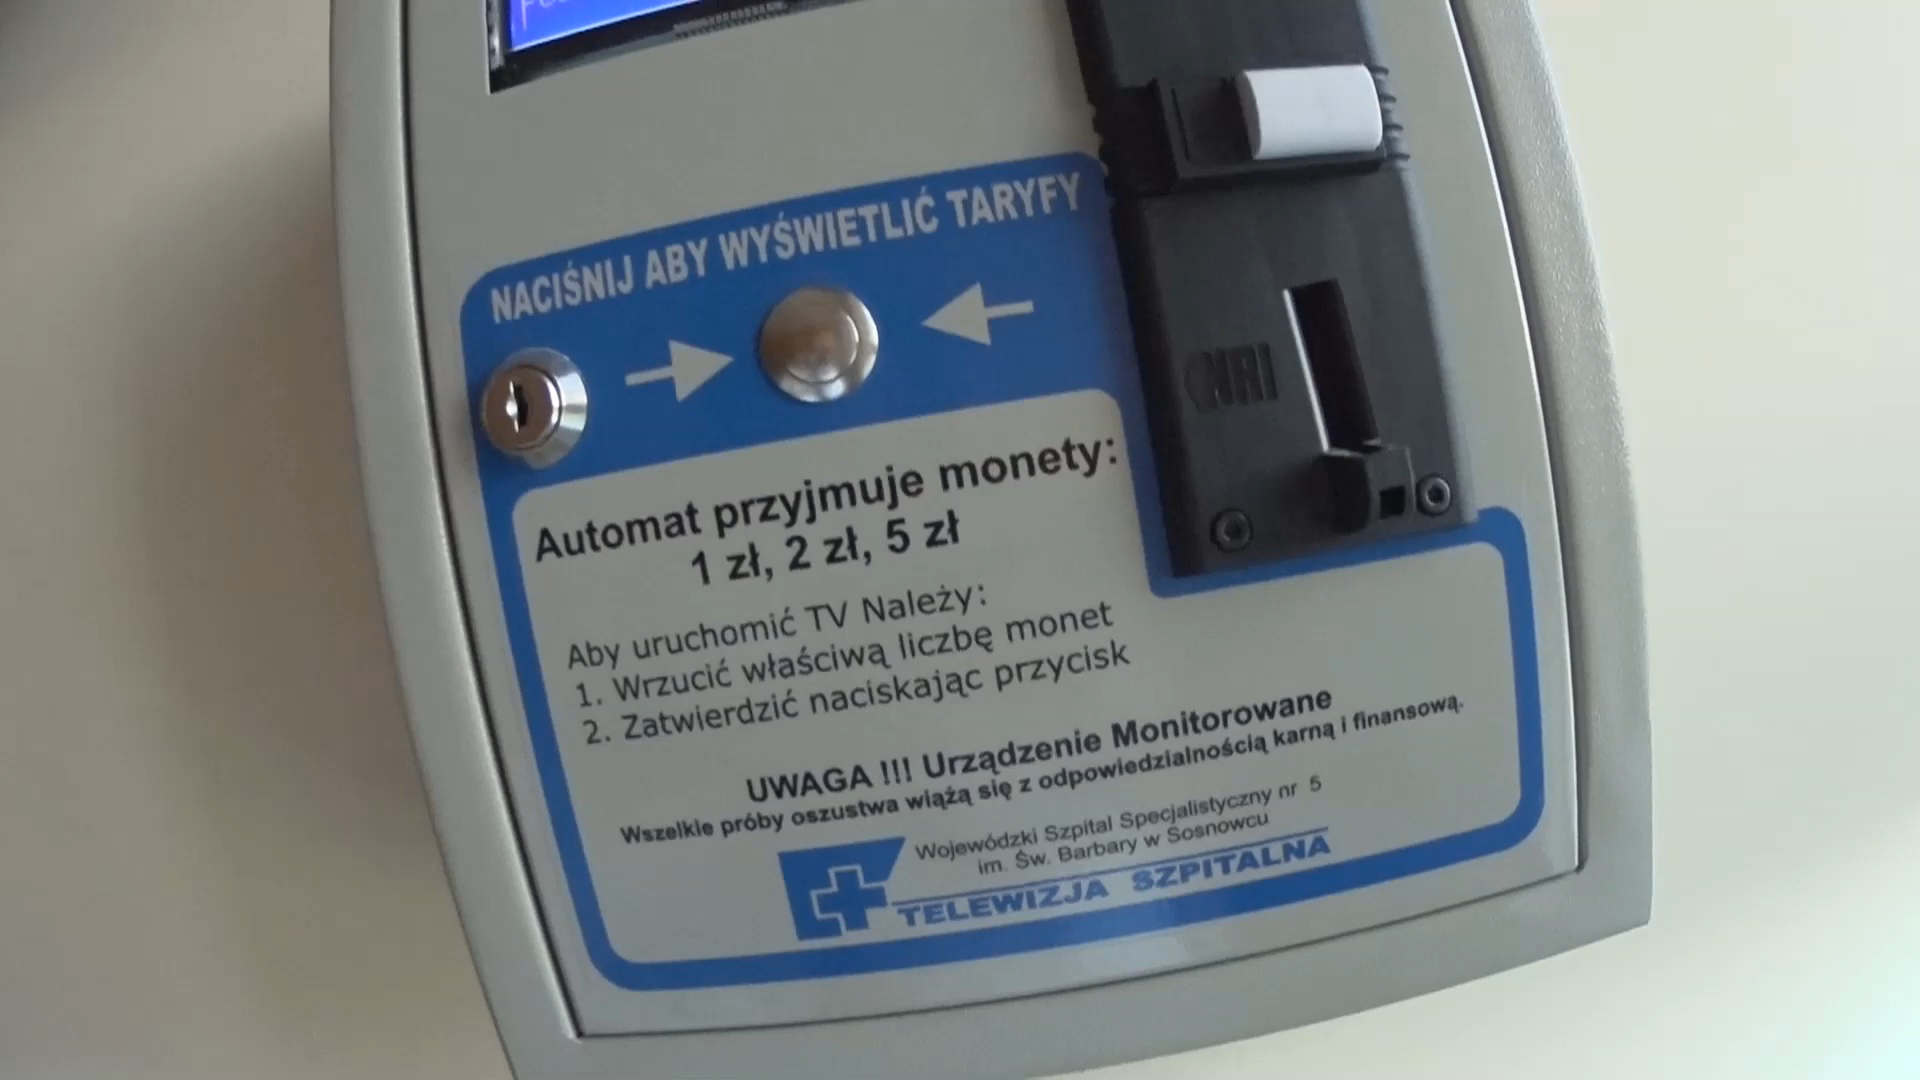 NACIŚNIJ ABY WYŚWIETLIĆ TARYFY
NRI
Automat przyjmuje monety:
1 zł, 2 zł, 5 zł
Aby uruchomić TV Należy:
1. Wrzucić właściwą liczbę monet
2. Zatwierdzić naciskając przycisk
UWAGA !!! Urządzenie Monitorowane
Wszelkie próby oszustwa wiążą się z odpowiedzialnością karną i finansową.
Wojewódzki Szpital Specjalistyczny nr 5
im. Św. Barbary w Sosnowcu
TELEWIZJA SZPITALNA